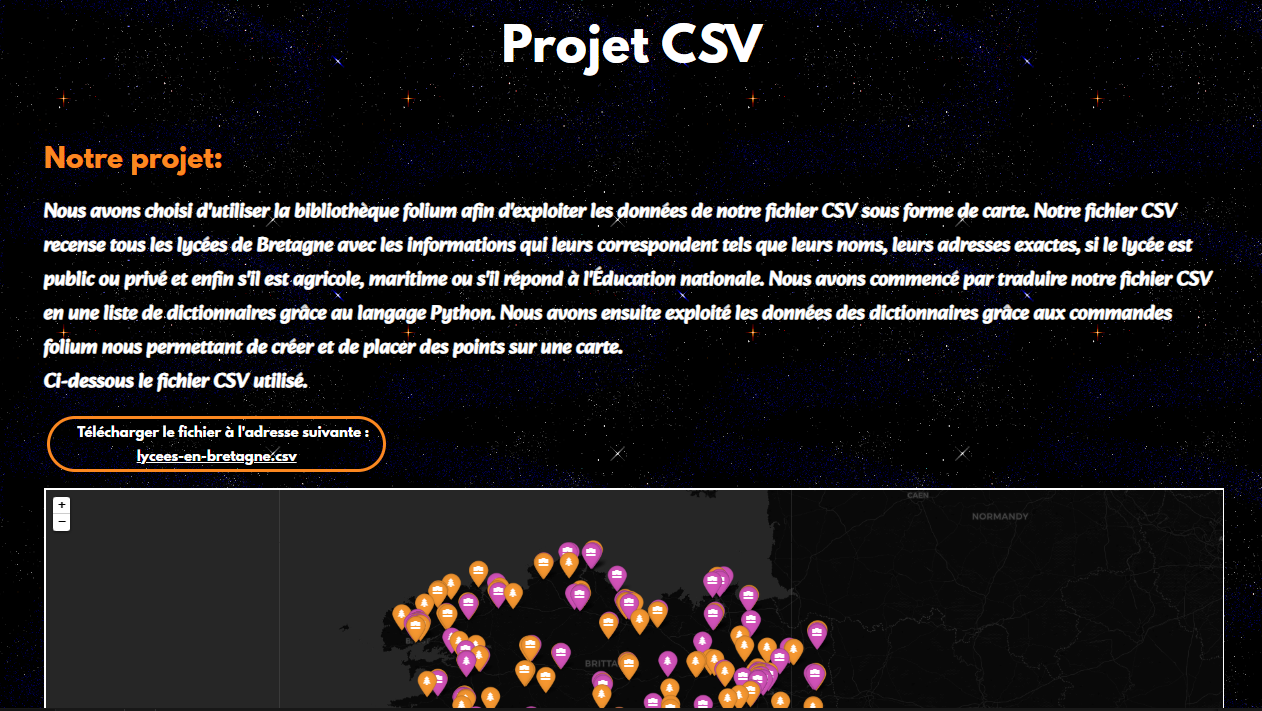 Projet CSV
Notre projet:
Nous avons choisi d'utiliser la bibliothèque folium afin d'exploiter les données de notre fichier CSV sous forme de carte. Notre fichier CSV
recense tous les lycées de Bretagne avec les informations qui leurs correspondent tels que leurs noms, leurs adresses exactes, si le lycée est
public ou privé et enfin s'il est agricole, maritime ou s'il répond à l'Éducation nationale. Nous avons commencé par traduire notre fichier CSV
en une liste de dictionnaires grâce au langage Python. Nous avons ensuite exploité les données des dictionnaires grâce aux commandes
folium nous permettant de créer et de placer des points sur une carte.
Ci-dessous le fichier CSV utilisé.
Télécharger le fichier à l'adresse suivante :
lycees-en-bretagne.csv
+
−
CAEN
NORMANDY
BRITTA